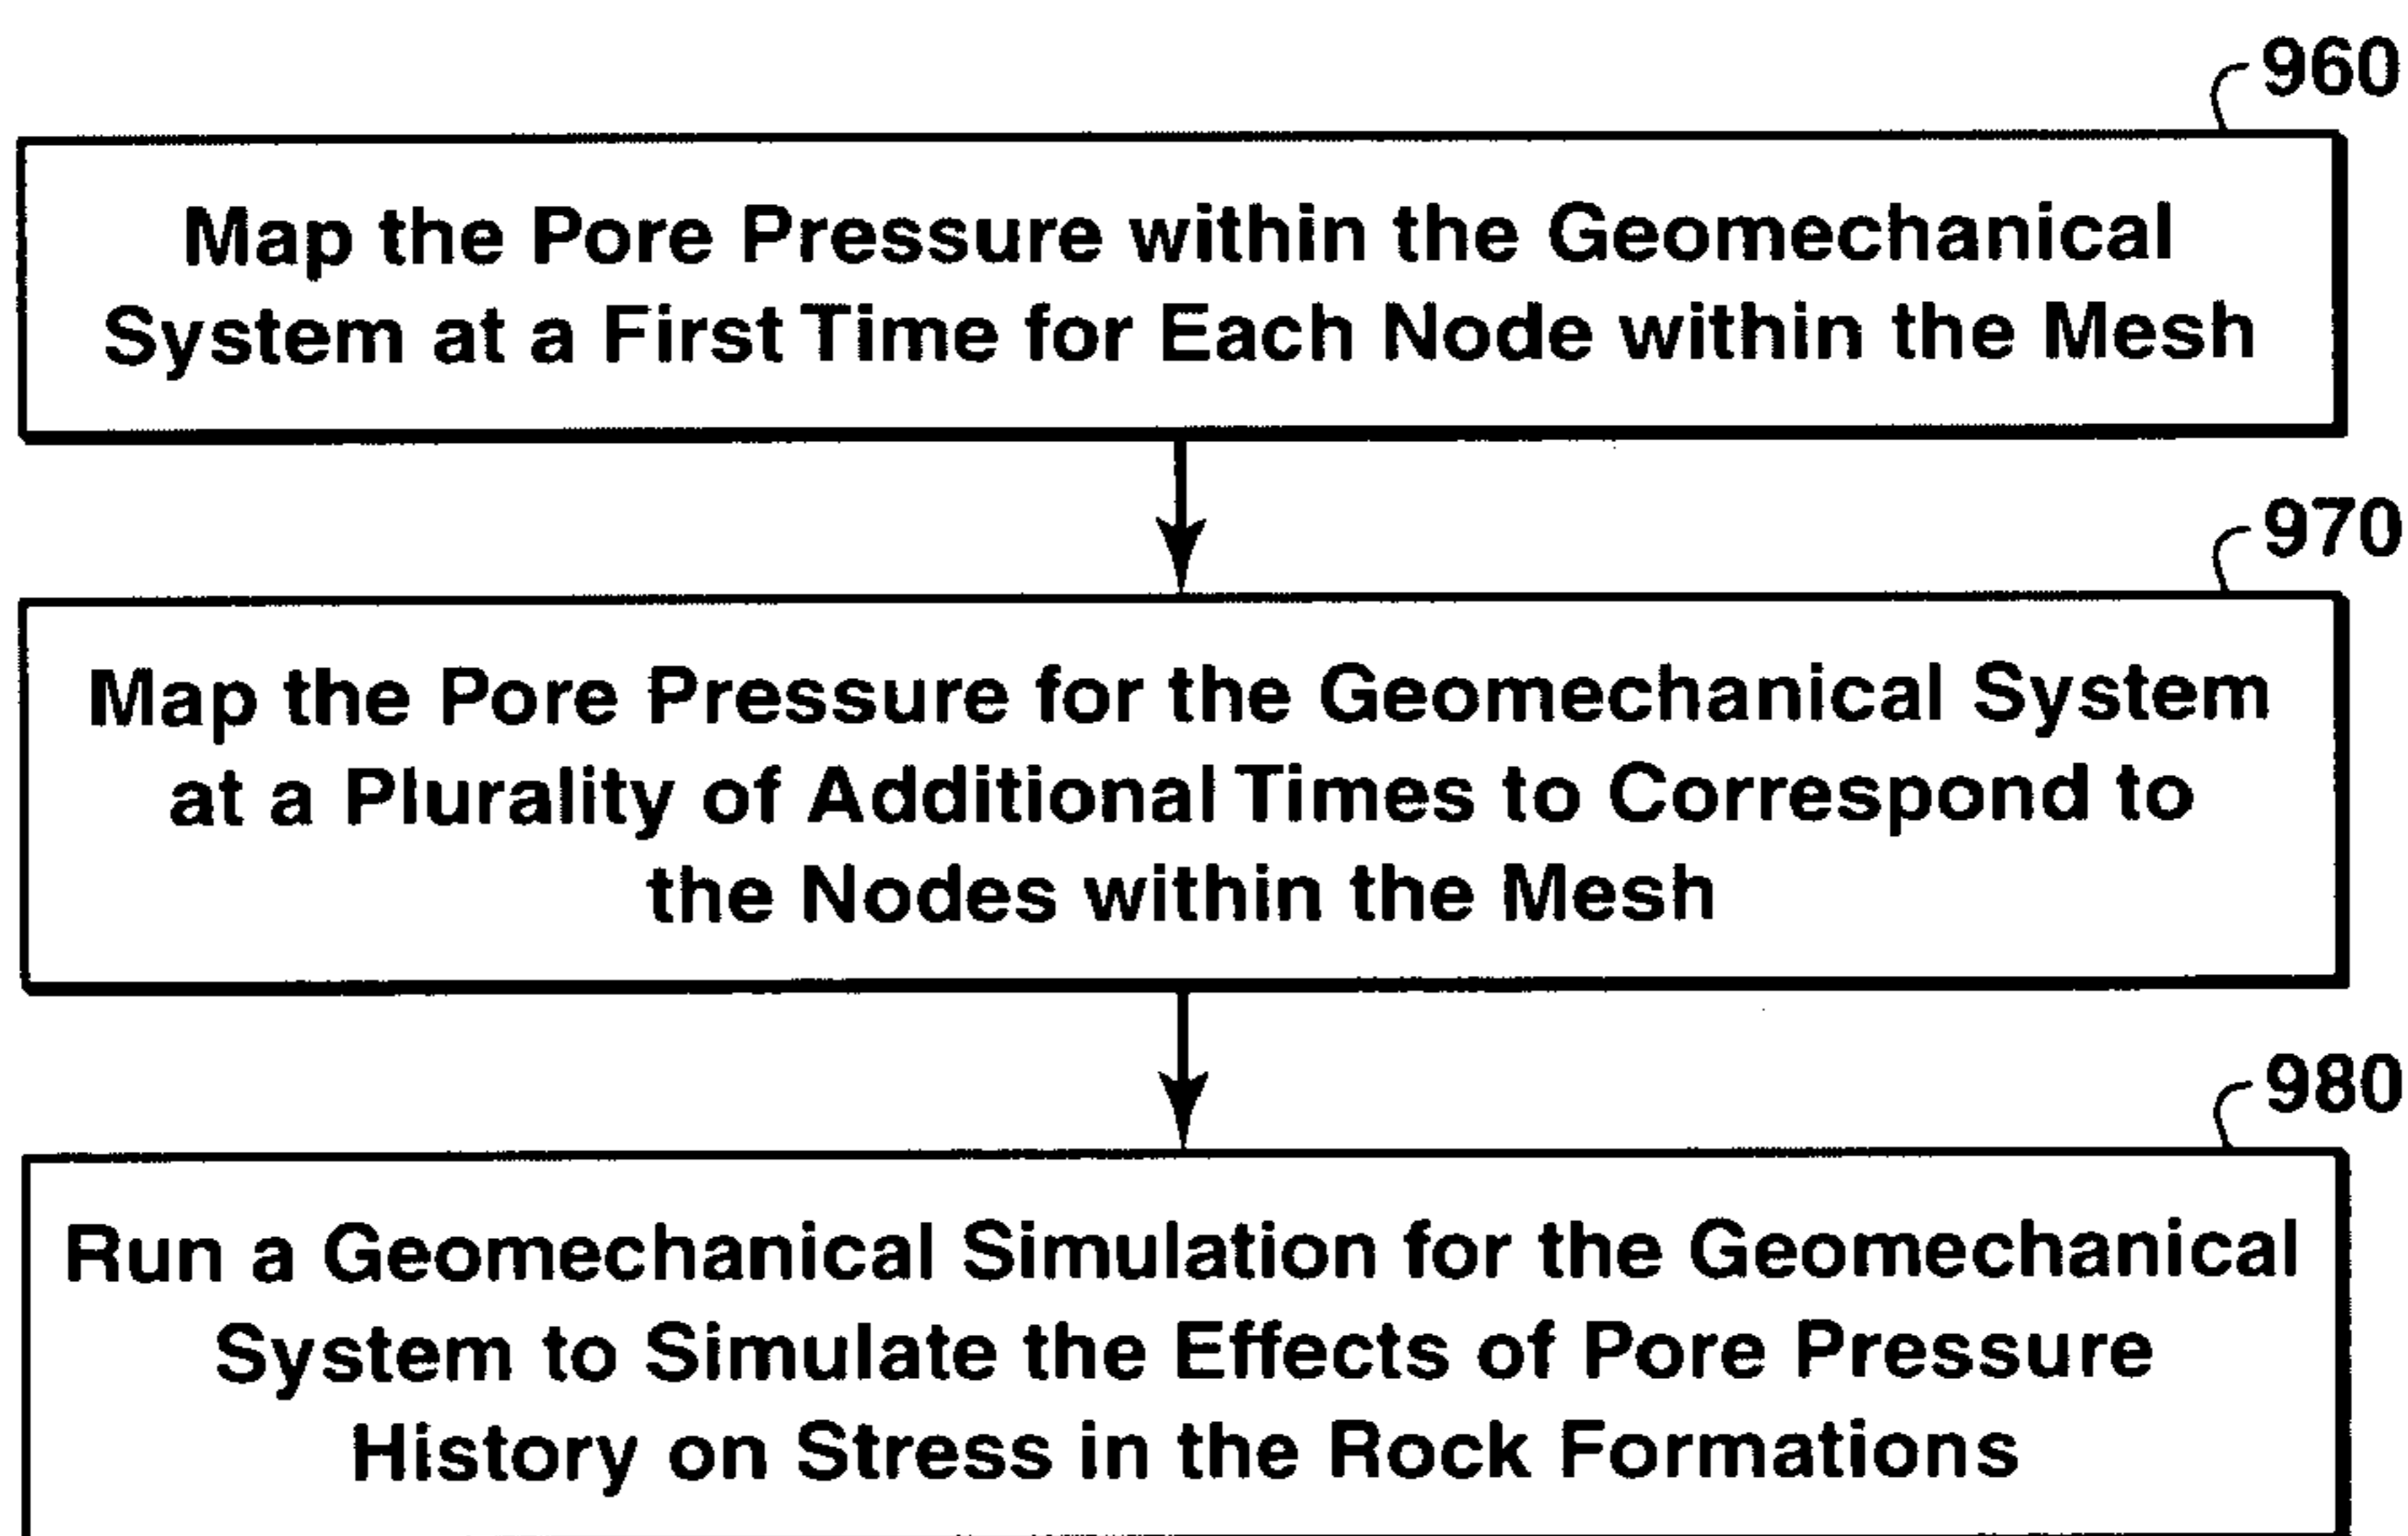 960
Map the Pore Pressure within the Geomechanical
System at a First Time for Each Node within the Mesh
970
Map the Pore Pressure for the Geomechanical System
at a Plurality of Additional Times to Correspond to
the Nodes within the Mesh
980
Run a Geomechanical Simulation for the Geomechanical
System to Simulate the Effects of Pore Pressure
History on Stress in the Rock Formations